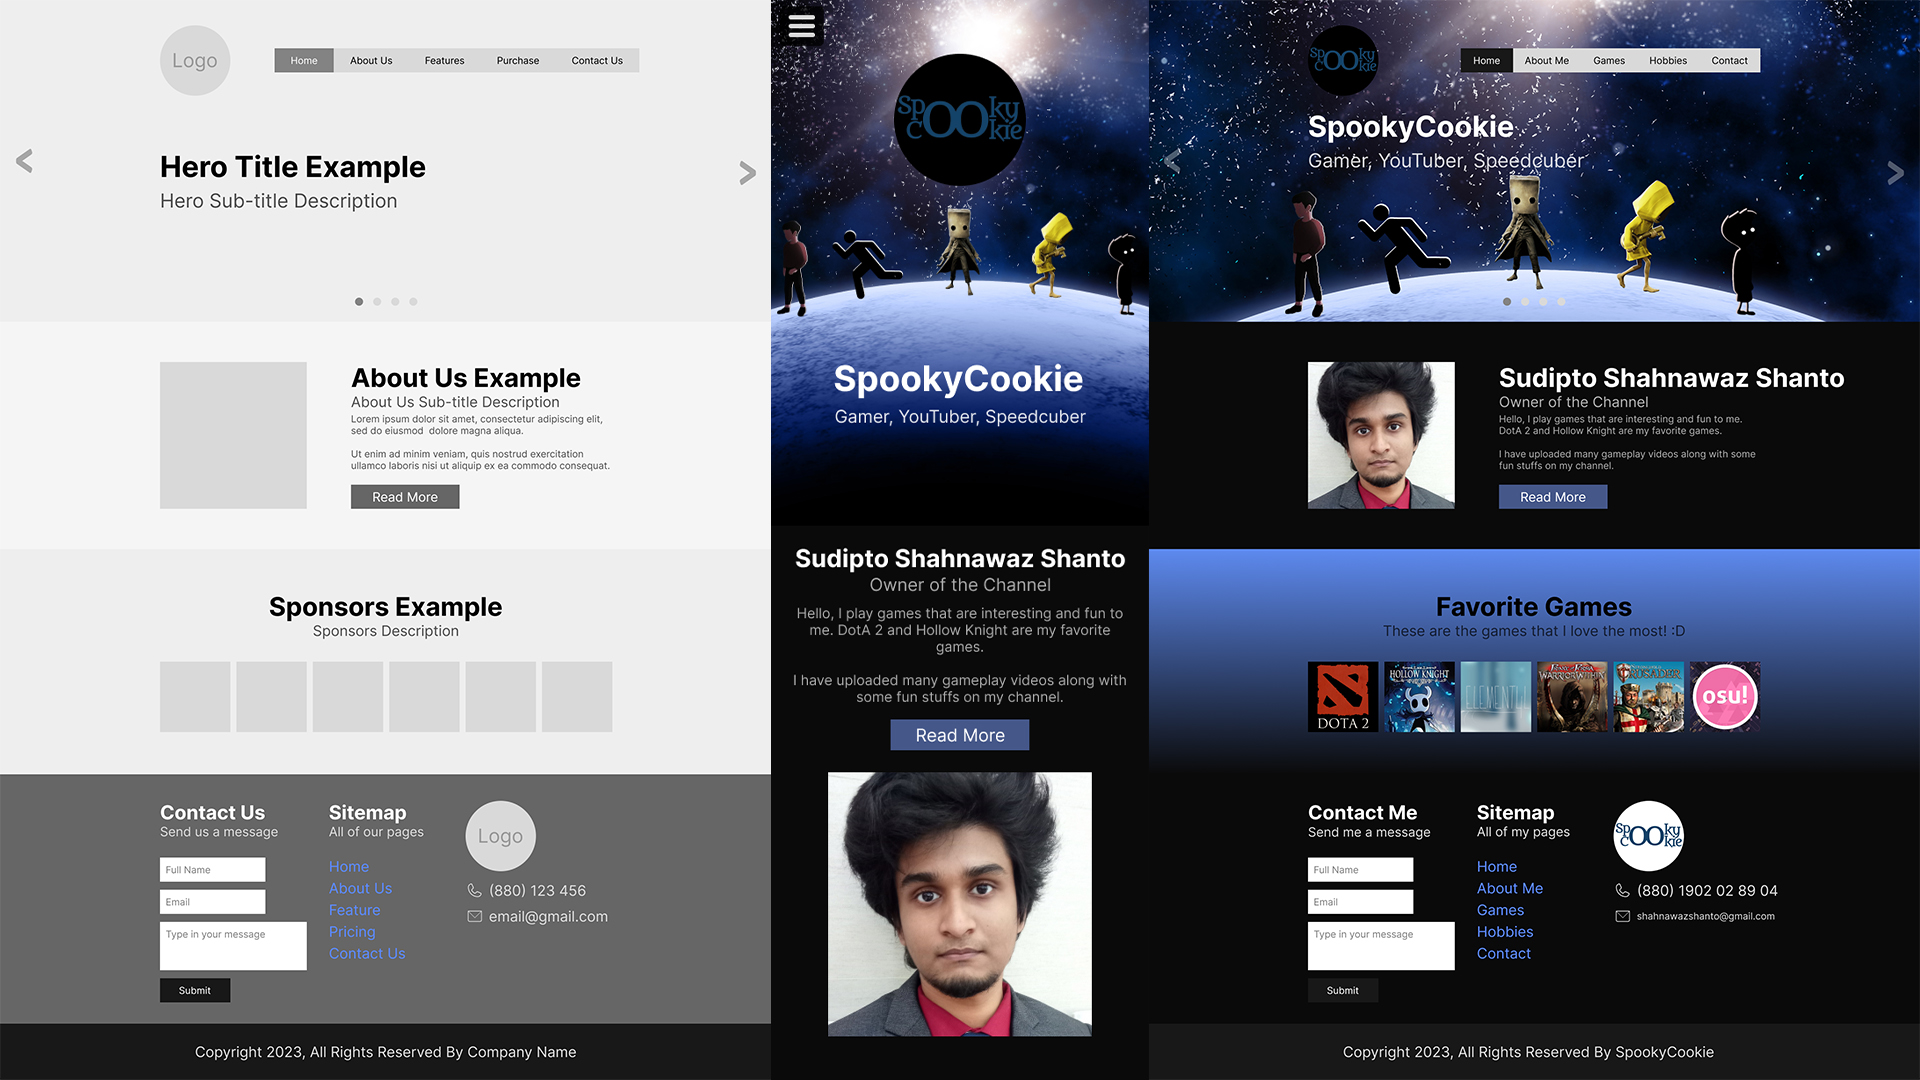 Logo
Home About Us Features Purchase Contact Us
<
>
Hero Title Example
Hero Sub-title Description
About Us Example
About Us Sub-title Description
Lorem ipsum dolor sit amet, consectetur adipiscing elit,
sed do eiusmod dolore magna aliqua.
Ut enim ad minim veniam, quis nostrud exercitation
ullamco laboris nisi ut aliquip ex ea commodo consequat.
Read More
Sponsors Example
Sponsors Description
Contact Us
Send us a message
Full Name
Email
Type in your message
Submit
Sitemap
All of our pages
Home
About Us
Feature
Pricing
Contact Us
Logo
(880) 123 456
email@gmail.com
Copyright 2023, All Rights Reserved By Company Name
spooky
cookie
SpookyCookie
Gamer, YouTuber, Speedcuber
Sudipto Shahnawaz Shanto
Owner of the Channel
Hello, I play games that are interesting and fun to
me. DotA 2 and Hollow Knight are my favorite
games.
I have uploaded many gameplay videos along with
some fun stuffs on my channel.
Read More
spooky
cookie
Home About Me Games Hobbies Contact
SpookyCookie
<
>
Gamer, YouTuber, Speedcuber
Sudipto Shahnawaz Shanto
Owner of the Channel
Hello, I play games that are interesting and fun to me.
DotA 2 and Hollow Knight are my favorite games.
I have uploaded many gameplay videos along with some
fun stuffs on my channel.
Read More
Favorite Games
These are the games that I love the most! :D
DOTA 2
HOLLOW KNIGHT
WARRIOR WITHIN
CRUSADER
osu!
Contact Me
Send me a message
Full Name
Email
Type in your message
Submit
Sitemap
All of my pages
Home
About Me
Games
Hobbies
Contact
spooky
cookie
(880) 1902 02 89 04
shahnawazshanto@gmail.com
Copyright 2023, All Rights Reserved By SpookyCookie